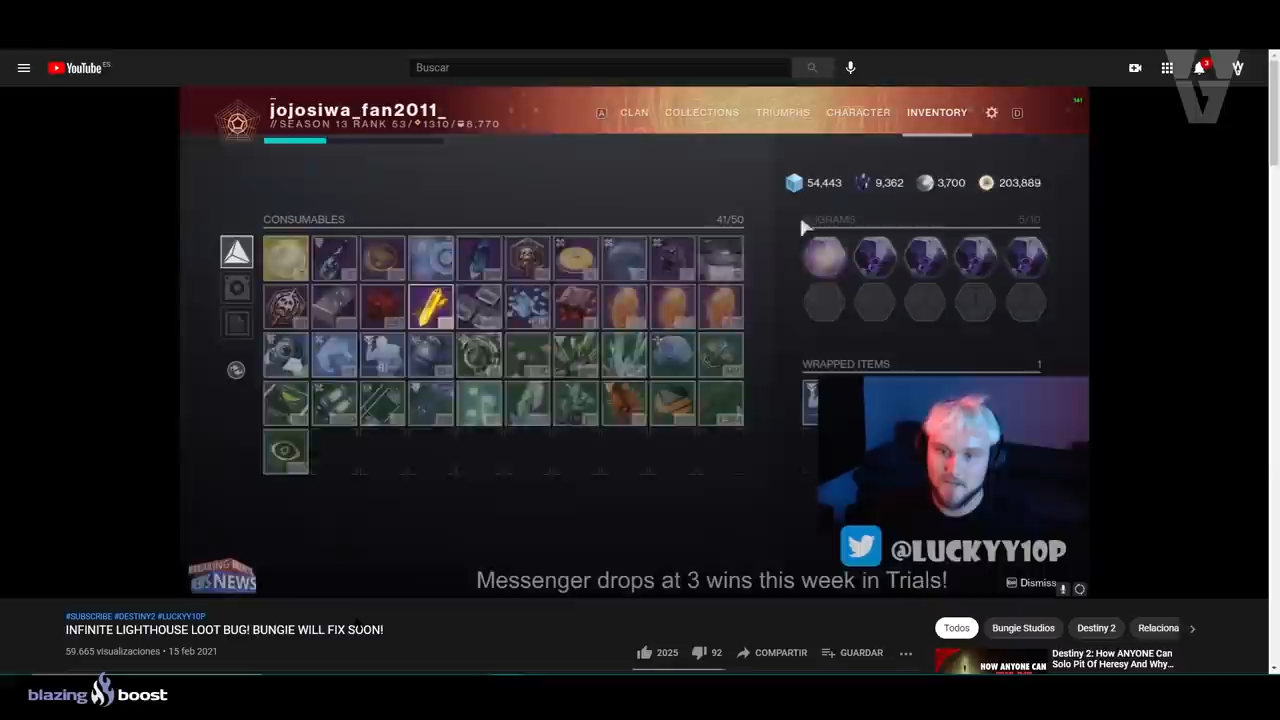 YouTube ES
Buscar
3
jojosiwa_fan2011_
//SEASON 13 RANK 53/ 1310/ 8,770
A CLAN COLLECTIONS TRIUMPHS CHARACTER INVENTORY D
141
54,443 9,362 3,700 203,889
CONSUMABLES 41/50
GRAMS 5/10
WRAPPED ITEMS 1
@LUCKYY10P
NEWS
Messenger drops at 3 wins this week in Trials!
Dismiss
#SUBSCRIBE #DESTINY2 #LUCKYY10P
INFINITE LIGHTHOUSE LOOT BUG! BUNGIE WILL FIX SOON!
59.665 visualizaciones • 15 feb 2021
2025 92 COMPARTIR GUARDAR
Todos Bungie Studios Destiny 2 Relaciona
HOW ANYONE CAN
Destiny 2: How ANYONE Can
Solo Pit Of Heresy And Why...
blazing boost